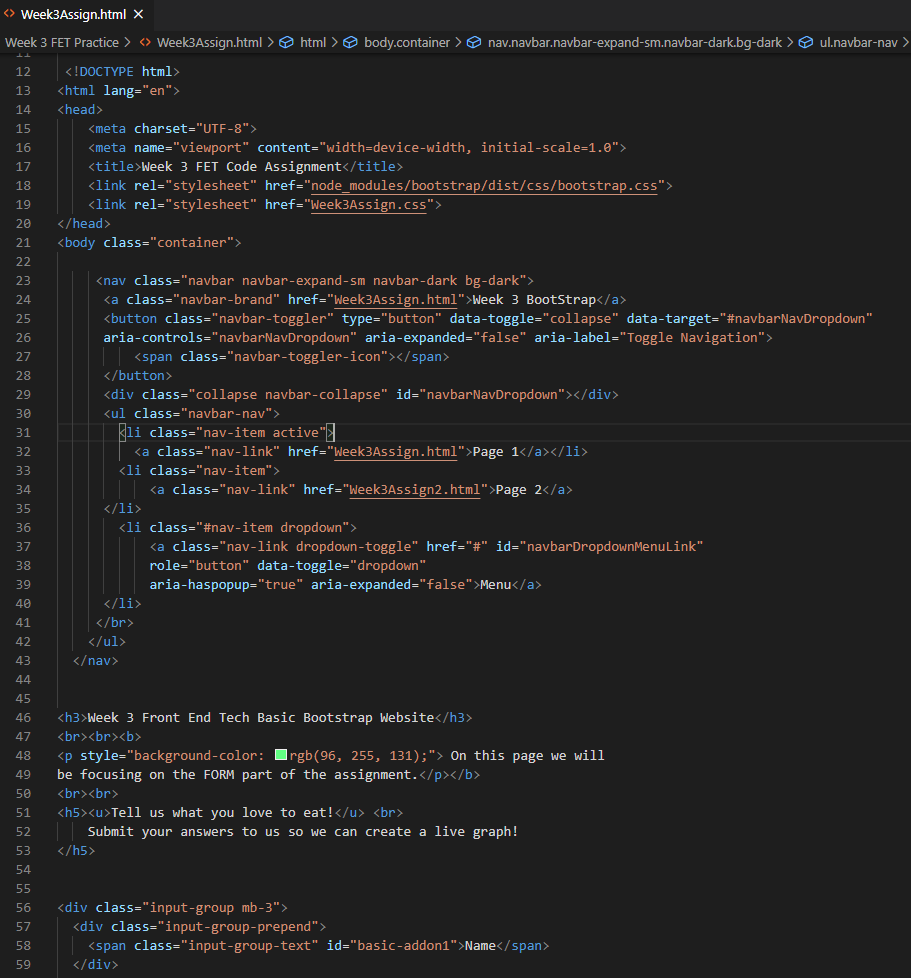 Week3Assign.html
Week 3 FET Practice > Week3Assign.html > html > body.container > nav.navbar.navbar-expand-sm.navbar-dark.bg-dark > ul.navbar-nav >
11
12 <!DOCTYPE html>
13 <html lang="en">
14 <head>
15 <meta charset="UTF-8">
16 <meta name="viewport" content="width=device-width, initial-scale=1.0">
17 <title>Week 3 FET Code Assignment</title>
18 <link rel="stylesheet" href="node_modules/bootstrap/dist/css/bootstrap.css">
19 <link rel="stylesheet" href="Week3Assign.css">
20 </head>
21 <body class="container">
22
23 <nav class="navbar navbar-expand-sm navbar-dark bg-dark">
24 <a class="navbar-brand" href="Week3Assign.html">Week 3 BootStrap</a>
25 <button class="navbar-toggler" type="button" data-toggle="collapse" data-target="#navbarNavDropdown"
26 aria-controls="navbarNavDropdown" aria-expanded="false" aria-label="Toggle Navigation">
27 <span class="navbar-toggler-icon"></span>
28 </button>
29 <div class="collapse navbar-collapse" id="navbarNavDropdown"></div>
30 <ul class="navbar-nav">
31 <li class="nav-item active">
32 <a class="nav-link" href="Week3Assign.html">Page 1</a></li>
33 <li class="nav-item">
34 <a class="nav-link" href="Week3Assign2.html">Page 2</a>
35 </li>
36 <li class="#nav-item dropdown">
37 <a class="nav-link dropdown-toggle" href="#" id="navbarDropdownMenuLink"
38 role="button" data-toggle="dropdown"
39 aria-haspopup="true" aria-expanded="false">Menu</a>
40 </li>
41 </br>
42 </ul>
43 </nav>
44
45
46 <h3>Week 3 Front End Tech Basic Bootstrap Website</h3>
47 <br><br><b>
48 <p style="background-color: rgb(96, 255, 131);"> On this page we will
49 be focusing on the FORM part of the assignment.</p></b>
50 <br><br>
51 <h5><u>Tell us what you love to eat!</u> <br>
52 Submit your answers to us so we can create a live graph!
53 </h5>
54
55
56 <div class="input-group mb-3">
57 <div class="input-group-prepend">
58 <span class="input-group-text" id="basic-addon1">Name</span>
59 </div>